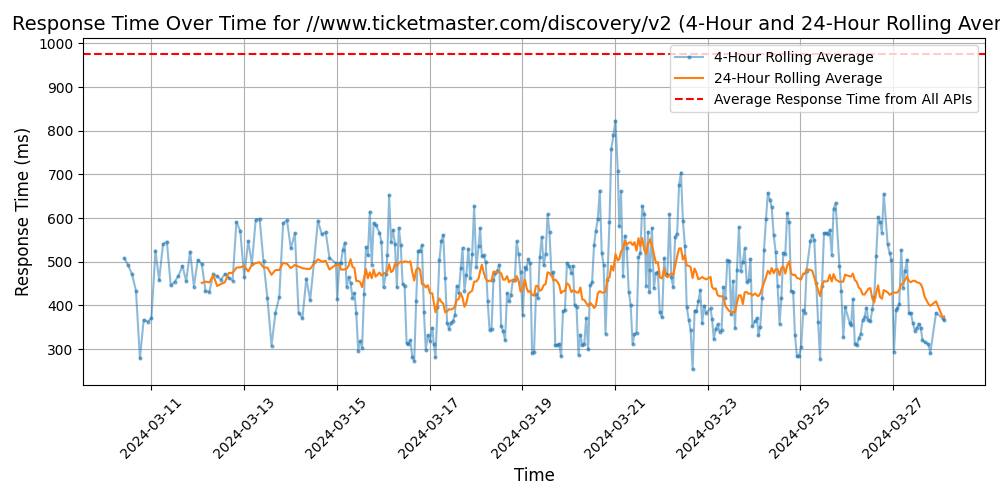 Response Time Over Time for //www.ticketmaster.com/discovery/v2 (4-Hour and 24-Hour Rolling Aver
4-Hour Rolling Average
24-Hour Rolling Average
Average Response Time from All APIs
Response Time (ms)
1000
900
800
700
600
500
400
300
2024-03-11
2024-03-13
2024-03-15
2024-03-17
2024-03-19
2024-03-21
2024-03-23
2024-03-25
2024-03-27
Time